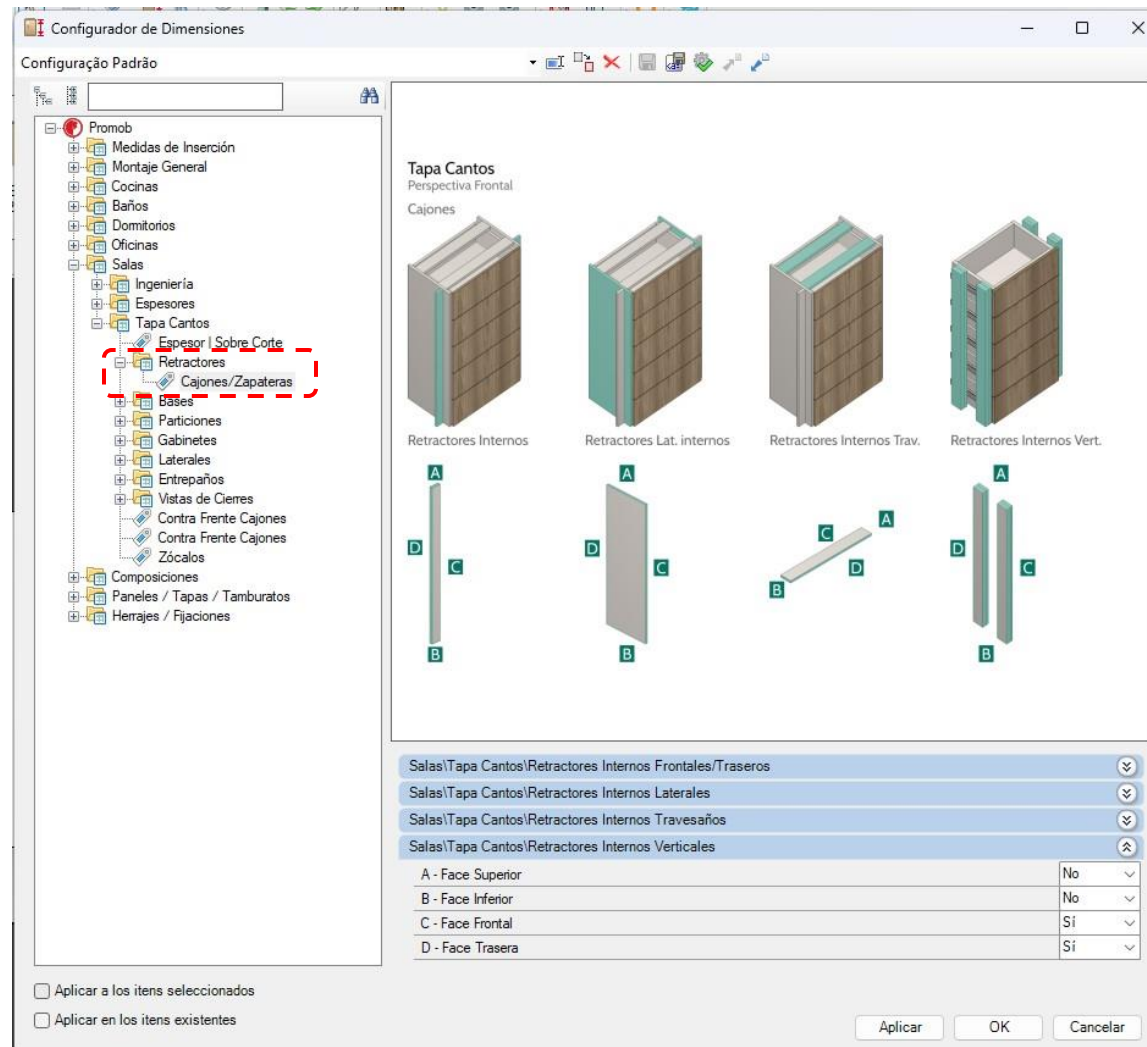 Configurador de Dimensiones
Configuração Padrão
Promob
Medidas de Inserción
Montaje General
Cocinas
Baños
Dormitorios
Oficinas
Salas
Ingeniería
Espesores
Tapa Cantos
Espesor | Sobre Corte
Retractores
Cajones/Zapateras
Bases
Particiones
Gabinetes
Laterales
Entrepaños
Vistas de Cierres
Contra Frente Cajones
Contra Frente Cajones
Zócalos
Composiciones
Paneles / Tapas / Tamburatos
Herrajes / Fijaciones
Tapa Cantos
Perspectiva Frontal
Cajones
Retractores Internos
Retractores Lat. internos
Retractores Internos Trav.
Retractores Internos Vert.
A
D
C
B
A
D
C
B
A
C
D
B
A
D
C
B
Salas\Tapa Cantos\Retractores Internos Frontales/Traseros
Salas\Tapa Cantos\Retractores Internos Laterales
Salas\Tapa Cantos\Retractores Internos Travesaños
Salas\Tapa Cantos\Retractores Internos Verticales
A - Face Superior No
B - Face Inferior No
C - Face Frontal Sí
D - Face Trasera Sí
Aplicar a los itens seleccionados
Aplicar en los itens existentes
Aplicar OK Cancelar